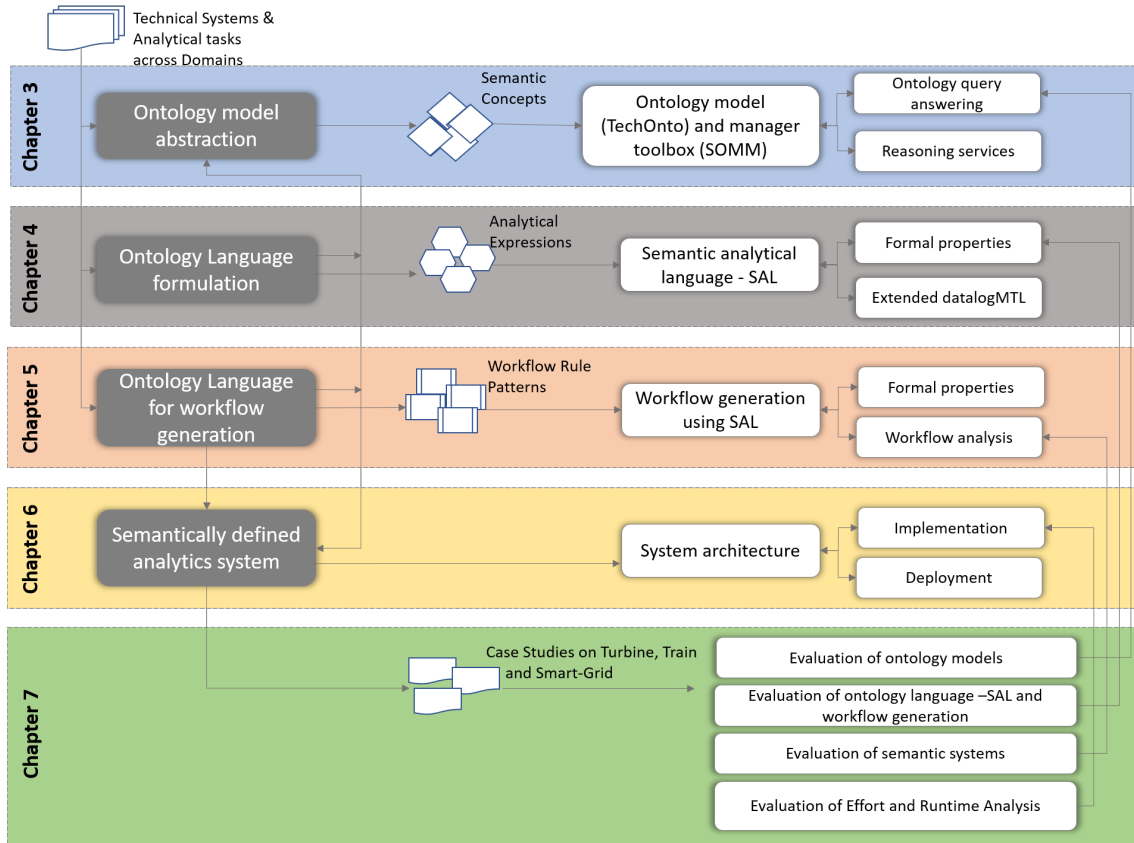 Technical Systems &
Analytical tasks
across Domains
Chapter 3
Ontology model
abstraction
Semantic
Concepts
Ontology model
(TechOnto) and manager
toolbox (SOMM)
Ontology query
answering
Reasoning services
Chapter 4
Ontology Language
formulation
Analytical
Expressions
Semantic analytical
language - SAL
Formal properties
Extended datalogMTL
Chapter 5
Ontology Language
for workflow
generation
Workflow Rule
Patterns
Workflow generation
using SAL
Formal properties
Workflow analysis
Chapter 6
Semantically defined
analytics system
System architecture
Implementation
Deployment
Chapter 7
Case Studies on Turbine, Train
and Smart-Grid
Evaluation of ontology models
Evaluation of ontology language –SAL and
workflow generation
Evaluation of semantic systems
Evaluation of Effort and Runtime Analysis